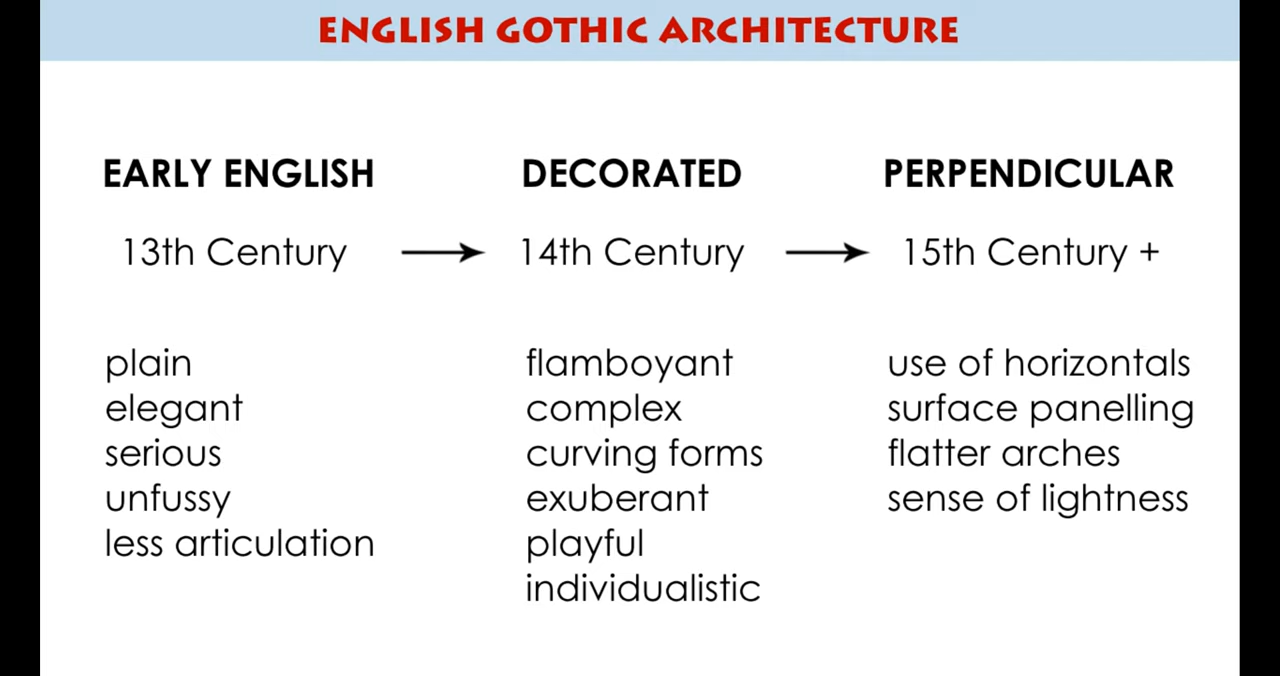 ENGLISH GOTHIC ARCHITECTURE
EARLY ENGLISH
13th Century
plain
elegant
serious
unfussy
less articulation
DECORATED
14th Century
flamboyant
complex
curving forms
exuberant
playful
individualistic
PERPENDICULAR
15th Century +
use of horizontals
surface panelling
flatter arches
sense of lightness